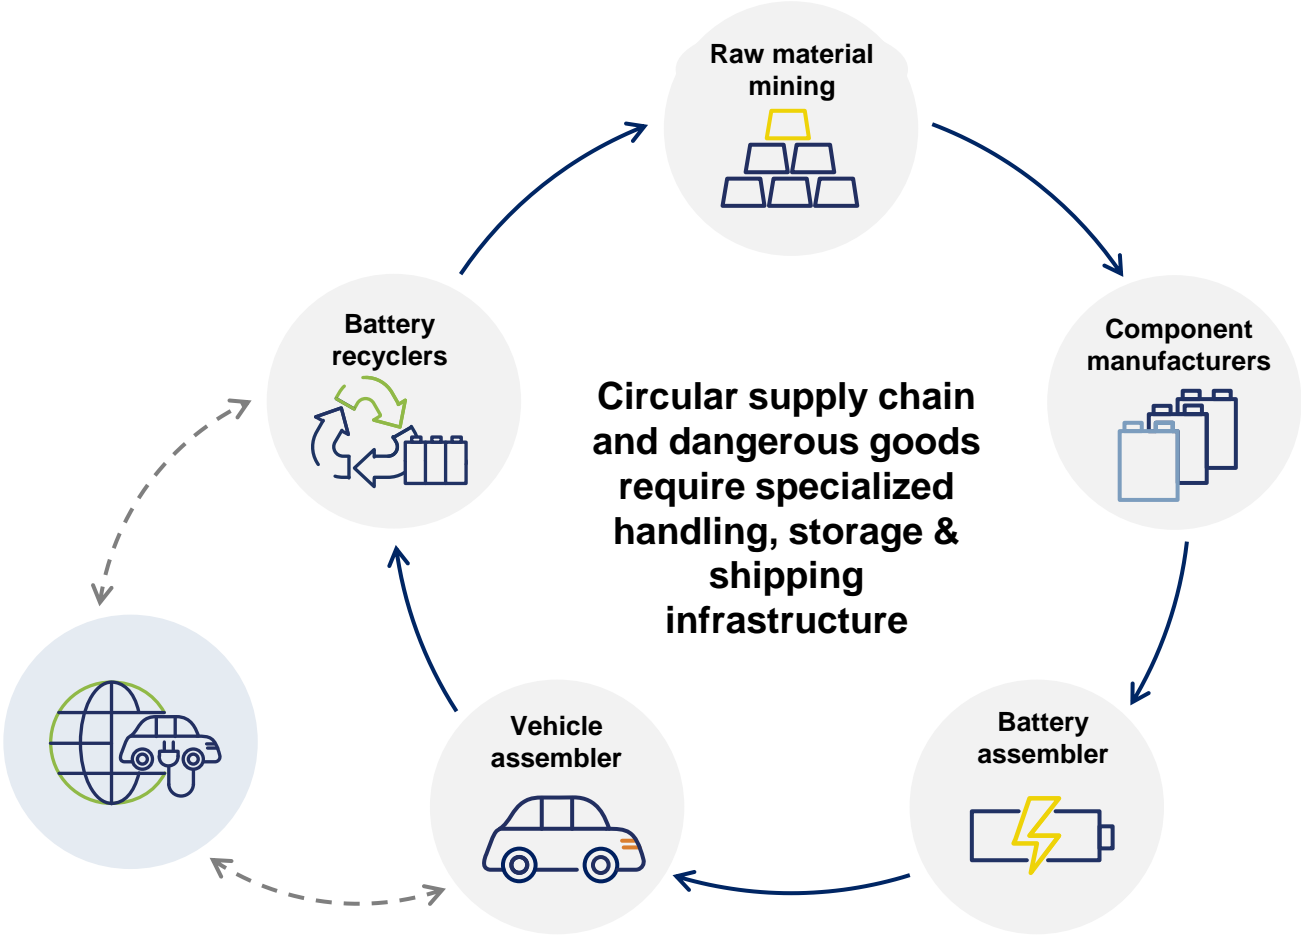 Raw material
mining
Component
manufacturers
Battery
assembler
Vehicle
assembler
Battery
recyclers
Circular supply chain
and dangerous goods
require specialized
handling, storage &
shipping
infrastructure